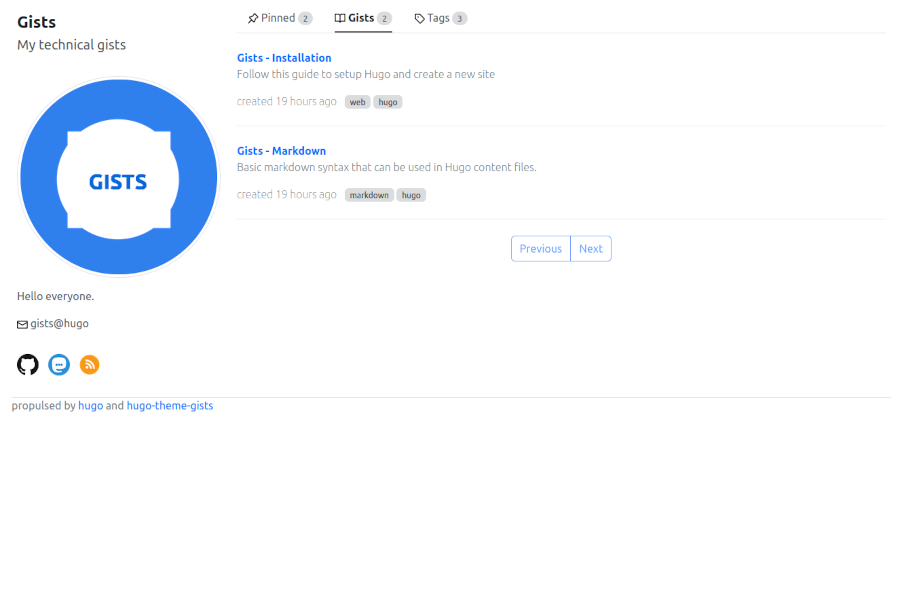 Gists
My technical gists
GISTS
Hello everyone.
gists@hugo
Pinned 2 Gists 2 Tags 3
Gists - Installation
Follow this guide to setup Hugo and create a new site
created 19 hours ago web hugo
Gists - Markdown
Basic markdown syntax that can be used in Hugo content files.
created 19 hours ago markdown hugo
Previous Next
propulsed by hugo and hugo-theme-gists